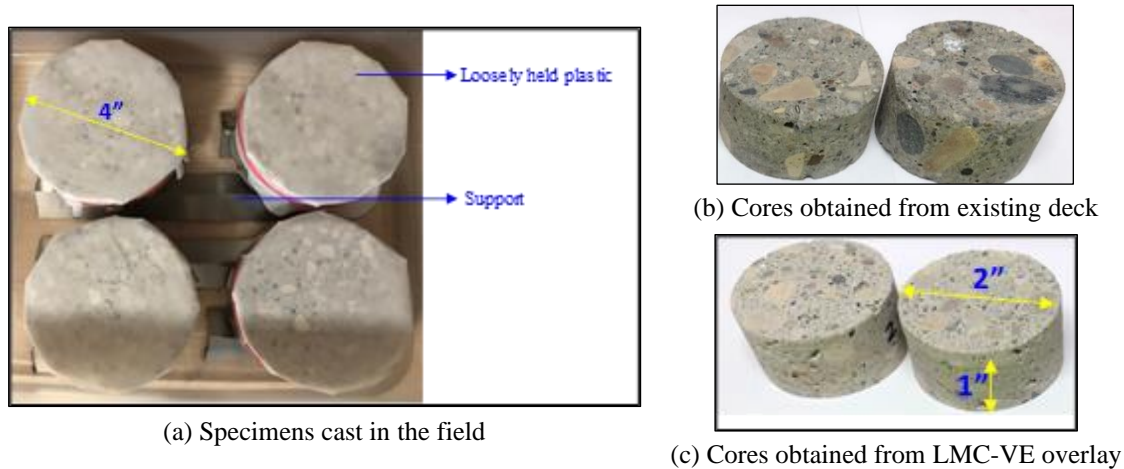 4"
Loosely held plastic
Support
(a) Specimens cast in the field
(b) Cores obtained from existing deck
2"
1"
(c) Cores obtained from LMC-VE overlay